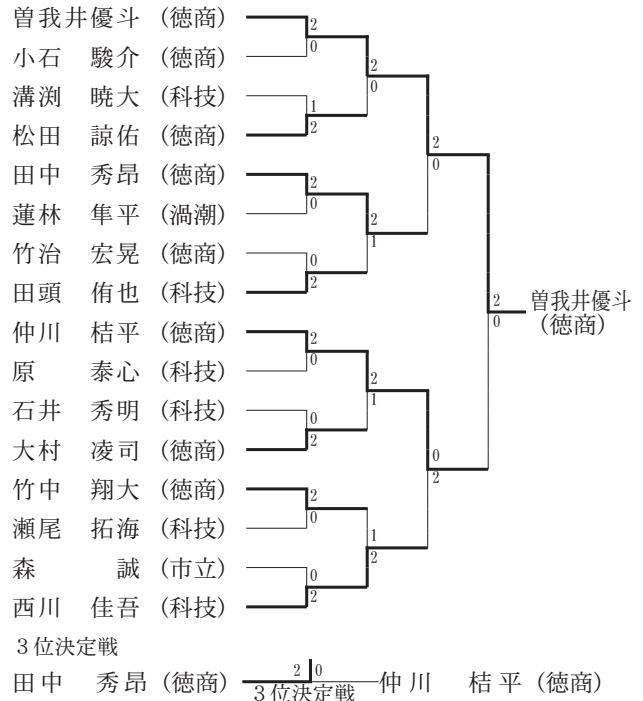 曽我井優斗（徳商）
2
0
小石　駿介（徳商）
2
0
溝渕　暁大（科技）
1
2
松田　諒佑（徳商）
2
0
田中　秀昂（徳商）
2
0
蓮林　隼平（渦潮）
2
1
竹治　宏晃（徳商）
0
2
田頭　侑也（科技）
2
0
曽我井優斗
（徳商）
仲川　桔平（徳商）
2
0
原　　泰心（科技）
2
1
石井　秀明（科技）
0
2
大村　凌司（徳商）
0
2
竹中　翔大（徳商）
2
0
瀬尾　拓海（科技）
1
2
森　　　誠（市立）
0
2
西川　佳吾（科技）
３位決定戦
田中　秀昂（徳商） 2 0 仲川　桔平（徳商）
３位決定戦